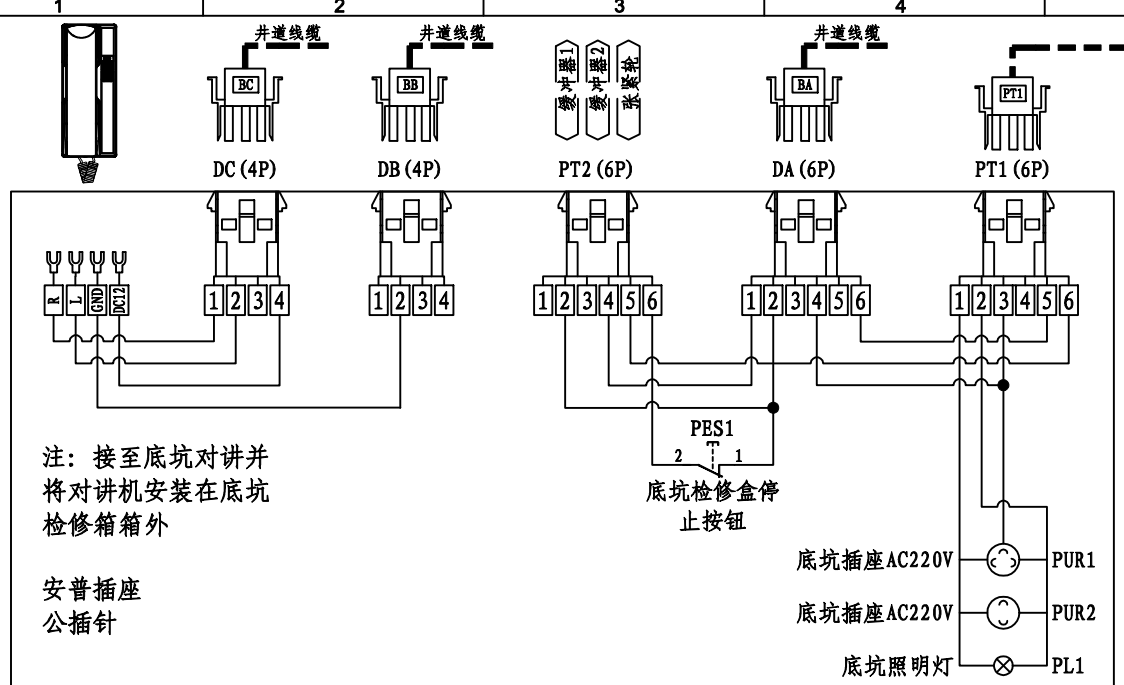 1 2 3 4
井道线缆 井道线缆 缓冲器1 缓冲器2 张紧轮 井道线缆
BC BB BA PT1
DC(4P) DB(4P) PT2(6P) DA(6P) PT1(6P)
R L GND DC12 1 2 3 4 1 2 3 4 1 2 3 4 5 6 1 2 3 4 5 6 1 2 3 4 5 6
PES1
2 1
底坑检修盒停
止按钮
注：接至底坑对讲并
将对讲机安装在底坑
检修箱箱外
安普插座
公插针
底坑插座AC220V PUR1
底坑插座AC220V PUR2
底坑照明灯 PL1